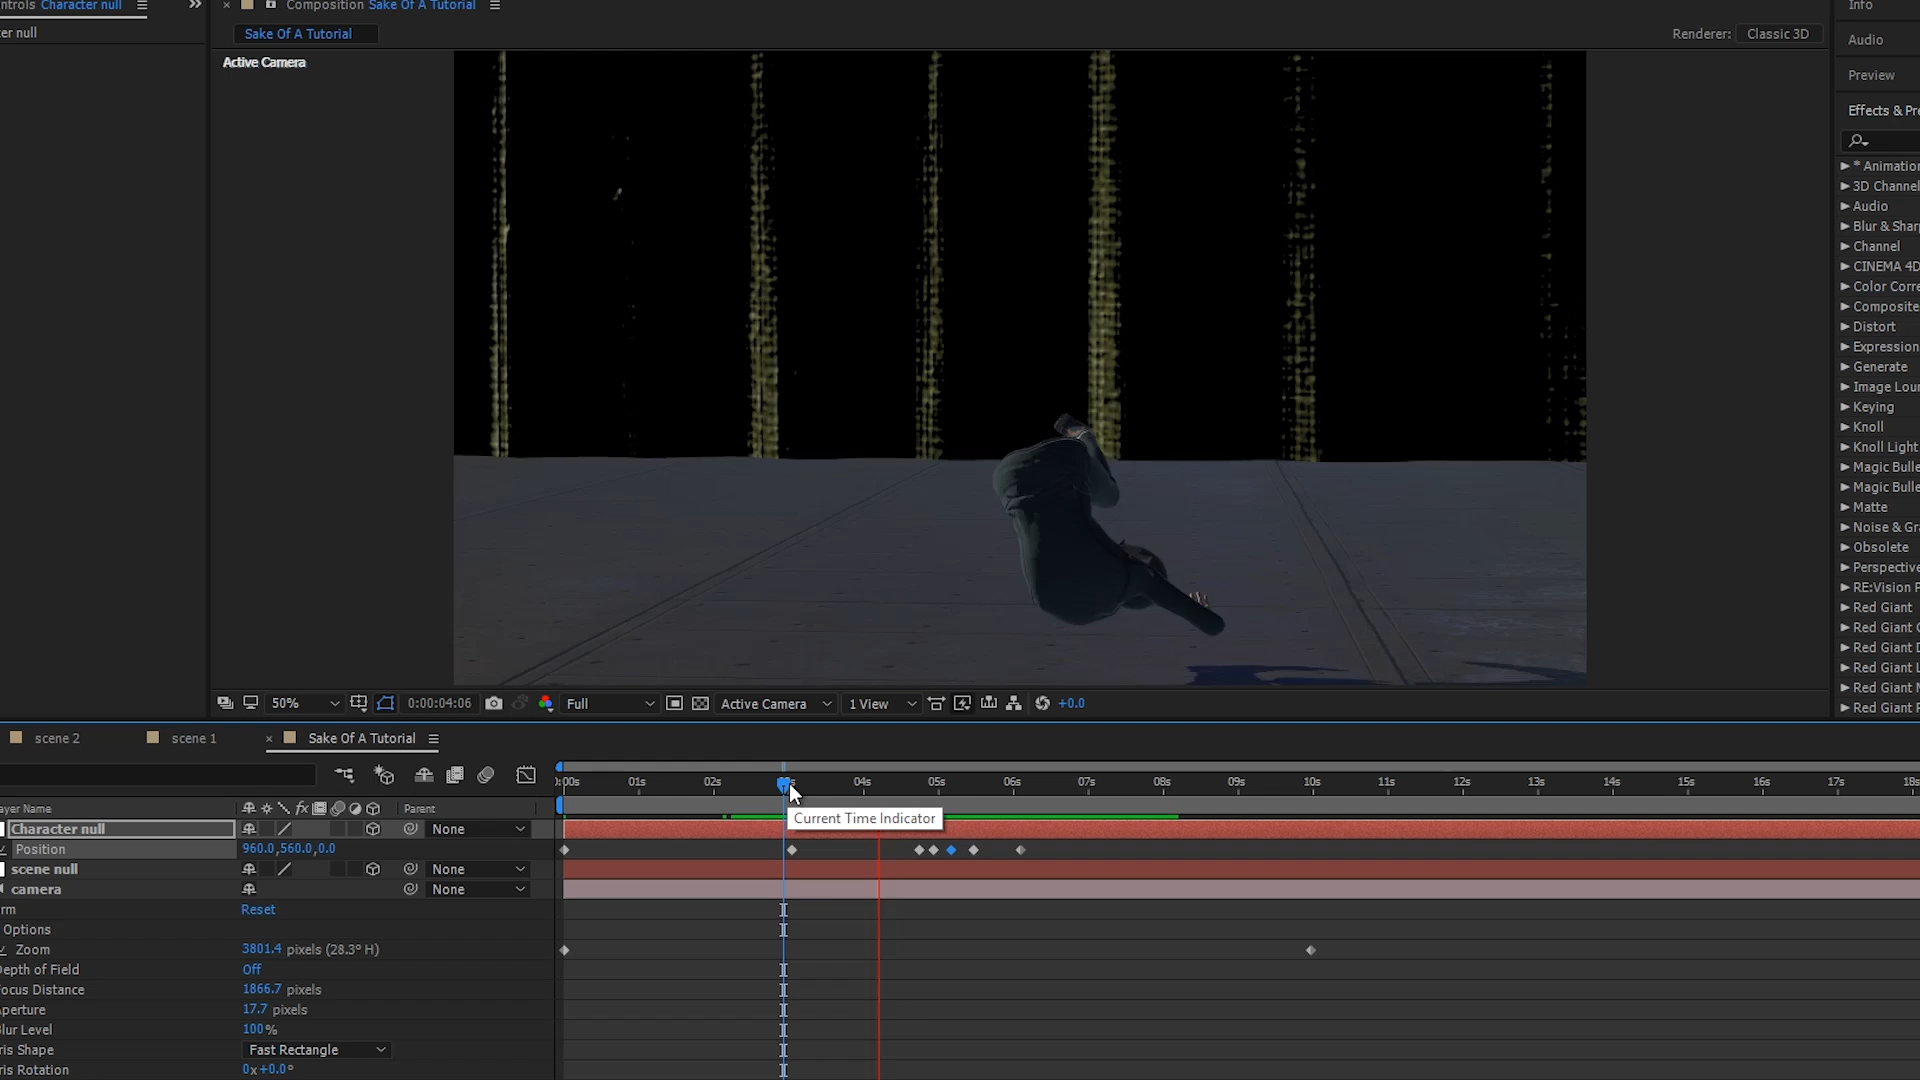 ntrols Character null
Composition Sake Of A Tutorial
Info
er null
Sake Of A Tutorial
Renderer: Classic 3D
Audio
Active Camera
Preview
Effects & Pre
* Animation
3D Channel
Audio
Blur & Shar
Channel
CINEMA 4D
Color Corre
Composite
Distort
Expression
Generate
Image Lou
Keying
Knoll
Knoll Light
Magic Bulle
Magic Bulle
Matte
Noise & Gra
Obsolete
Perspective
RE:Vision P
Red Giant
Red Giant C
Red Giant D
Red Giant L
Red Giant M
Red Giant P
50% 0:00:04:06 Full Active Camera 1 View +0.0
scene 2 scene 1 Sake Of A Tutorial
:00s 01s 02s 04s 05s 06s 07s 08s 09s 10s 11s 12s 13s 14s 15s 16s 17s 18s
ayer Name fx Parent
Current Time Indicator
Character null None
Position 960.0,560.0,0.0
scene null None
camera None
rm Reset
Options
Zoom 3801.4 pixels (28.3° H)
Depth of Field Off
ocus Distance 1866.7 pixels
perture 17.7 pixels
lur Level 100%
ris Shape Fast Rectangle
ris Rotation 0x+0.0°